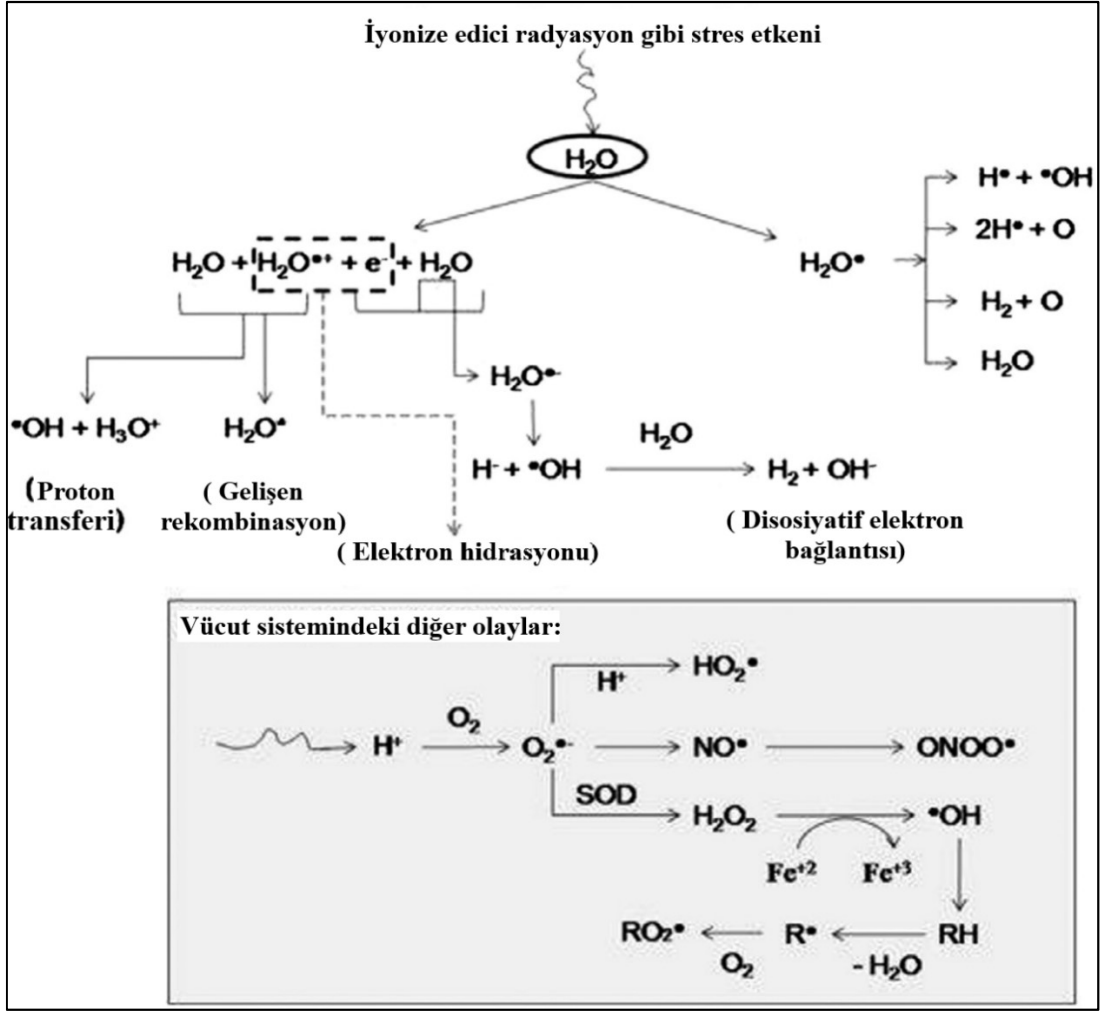 İyonize edici radyasyon gibi stres etkeni
H₂O
H• + •OH
2H• + O
H₂O + H₂O•⁺ + e⁻ + H₂O
H₂O•
H₂ + O
H₂O
H₂O•⁻
•OH + H₃O⁺
H₂O•
H₂O
H⁻ + •OH
H₂ + OH⁻
(Proton
transferi)
( Gelişen
rekombinasyon)
( Elektron hidrasyonu)
( Disosiyatif elektron
bağlantısı)
Vücut sistemindeki diğer olaylar:
HO₂•
H⁺
O₂
H⁺
O₂•⁻
NO•
ONOO•
SOD
H₂O₂
•OH
Fe⁺²
Fe⁺³
RO₂•
R•
RH
O₂
- H₂O